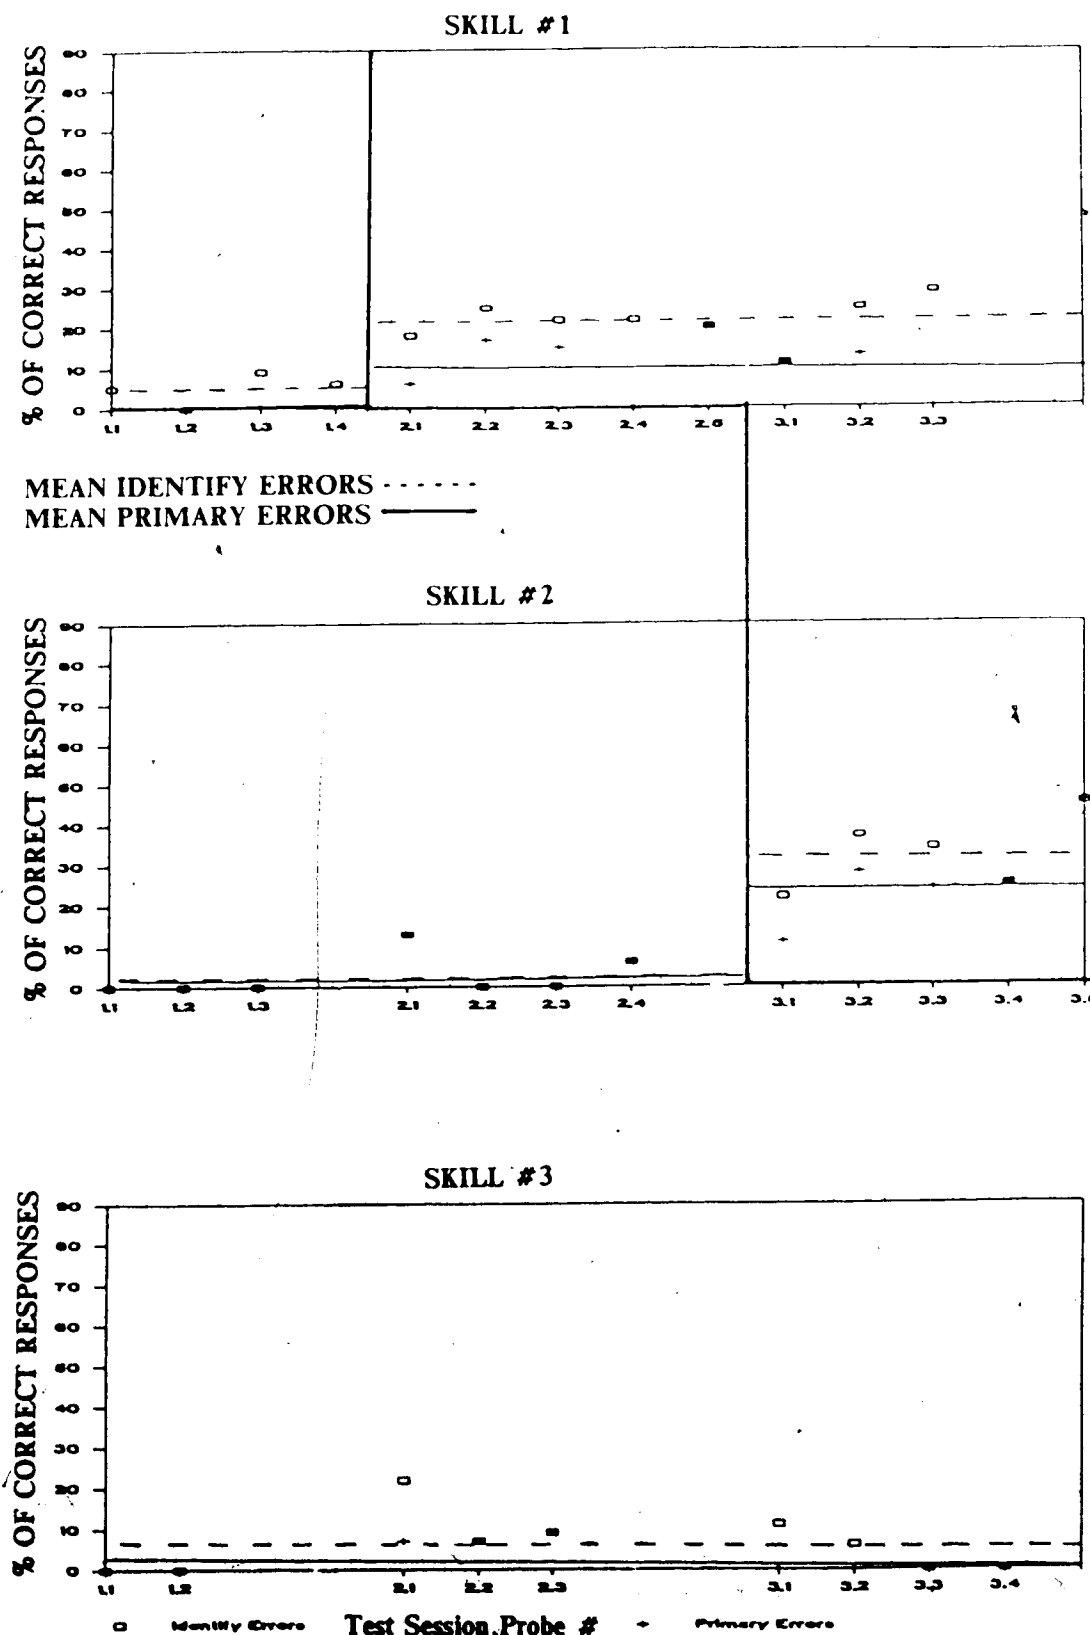 SKILL #1
% OF CORRECT RESPONSES
90
80
70
60
50
40
30
20
10
0
1.1 1.2 1.3 1.4 2.1 2.2 2.3 2.4 3.1 3.2 3.3
MEAN IDENTIFY ERRORS - - - - - -
MEAN PRIMARY ERRORS
SKILL #2
% OF CORRECT RESPONSES
90
80
70
60
50
40
30
20
10
0
1.1 1.2 1.3 2.1 2.2 2.3 2.4 3.1 3.2 3.3 3.4
SKILL #3
% OF CORRECT RESPONSES
90
80
70
60
50
40
30
20
10
0
1.1 1.2 2.1 2.2 2.3 3.1 3.2 3.3 3.4
Identify Errors Test Session.Probe # + Primary Errors